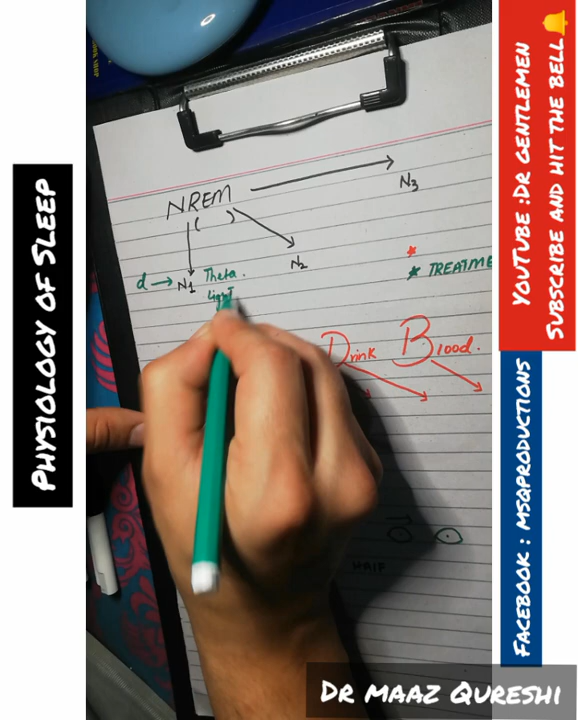 PHYSIOLOGY OF SLEEP
NREM
( )
N3
N2
d → N1 Theta.
light
* TREATME
Drink Blood.
HALF
YOUTUBE :DR GENTLEMEN
SUBSCRIBE AND HIT THE BELL🔔
FACEBOOK : MSQPRODUCTIONS
DR MAAZ QURESHI